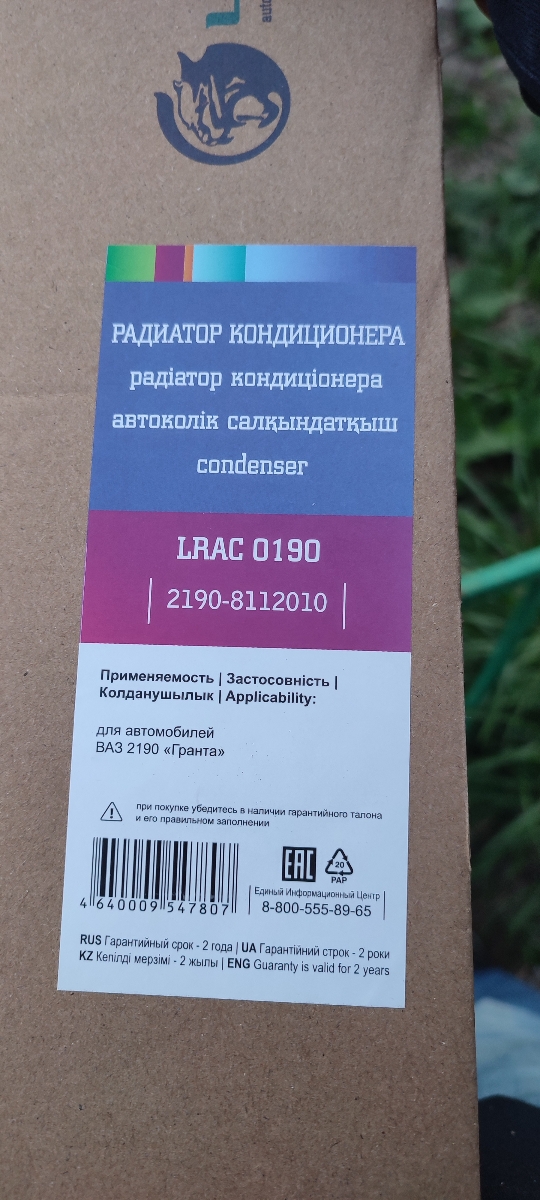 auto
РАДИАТОР КОНДИЦИОНЕРА
радіатор кондиціонера
автоколік салқындатқыш
condenser
LRAC 0190
2190-8112010
Применяемость | Застосовність |
Колданушылык | Applicability:
для автомобилей
ВАЗ 2190 «Гранта»
при покупке убедитесь в наличии гарантийного талона
и его правильном заполнении
EAC
20
PAP
Единый Информационный Центр
8-800-555-89-65
4 640009 547807
RUS Гарантийный срок - 2 года | UA Гарантійний строк - 2 роки
KZ Кепілді мерзімі - 2 жылы | ENG Guaranty is valid for 2 years